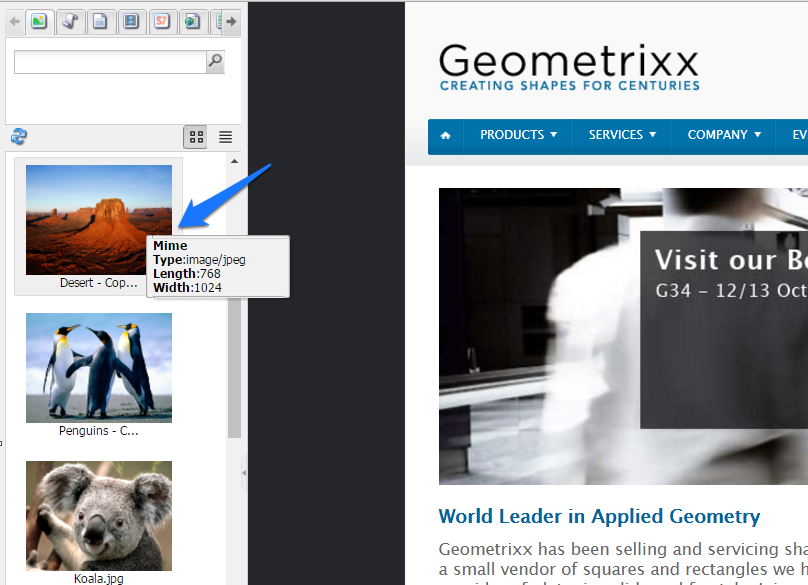 S7
Desert - Cop...
Mime
Type:image/jpeg
Length:768
Width:1024
Penguins - C...
Koala.jpg
Geometrixx
CREATING SHAPES FOR CENTURIES
PRODUCTS SERVICES COMPANY EV
Visit our B
G34 – 12/13 Oct
World Leader in Applied Geometry
Geometrixx has been selling and servicing sha
a small vendor of squares and rectangles we h